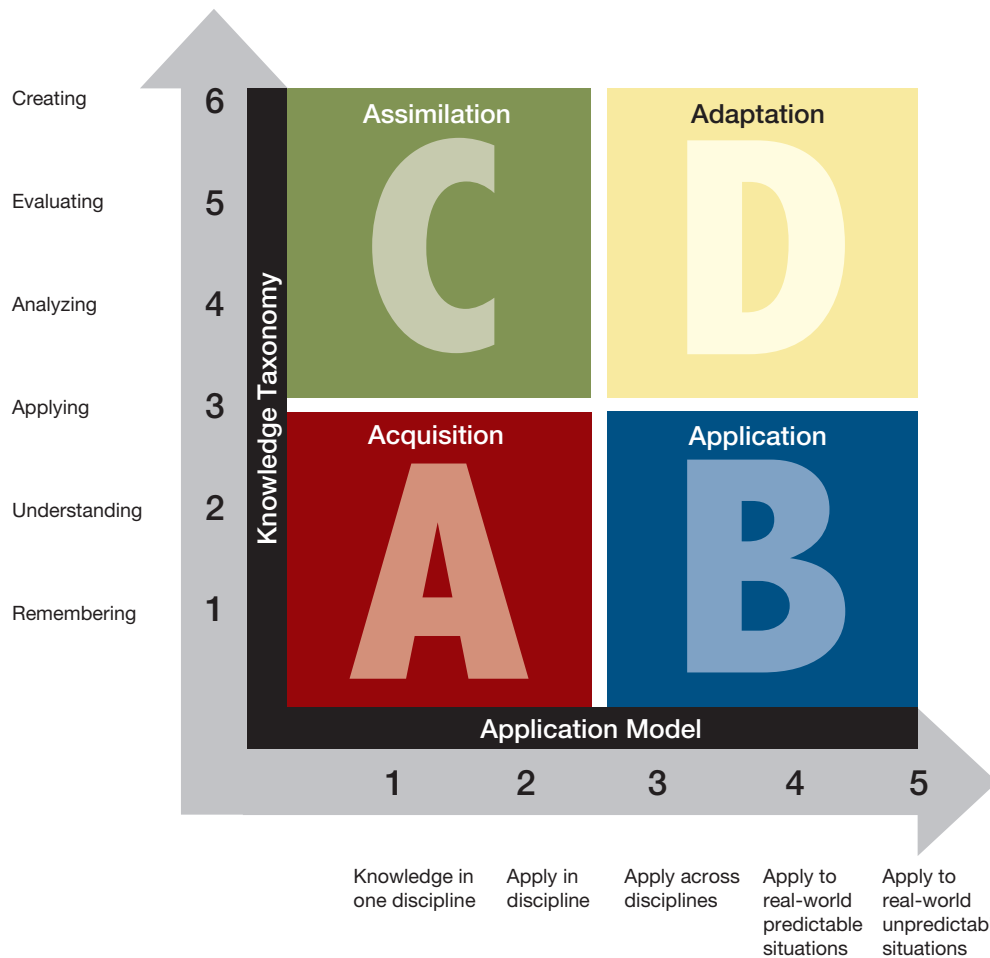 Creating
6
Assimilation
Adaptation
C
D
Evaluating
5
Analyzing
4
Knowledge Taxonomy
Applying
3
Acquisition
Application
A
B
Understanding
2
Remembering
1
Application Model
1 2 3 4 5
Knowledge in
one discipline
Apply in
discipline
Apply across
disciplines
Apply to
real-world
predictable
situations
Apply to
real-world
unpredictab
situations